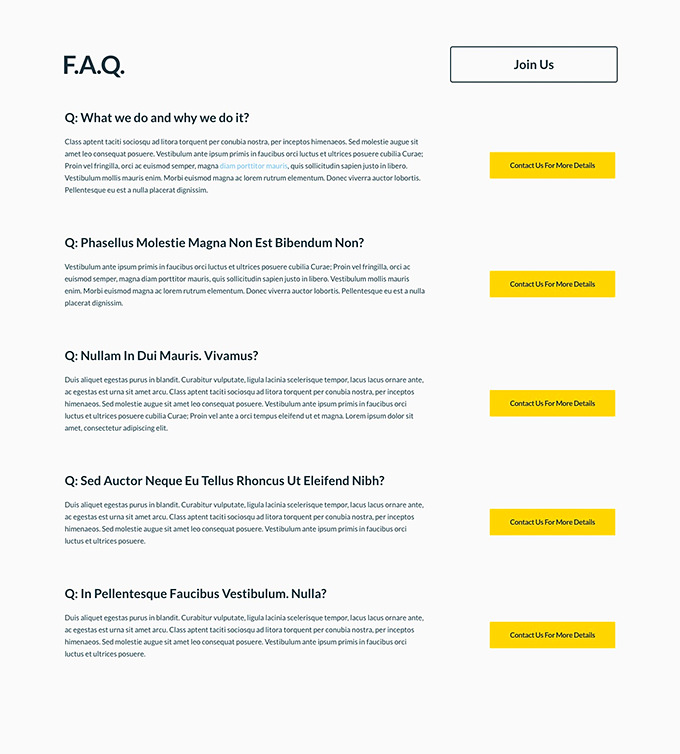 F.A.Q.
Join Us
Q: What we do and why we do it?
Class aptent taciti sociosqu ad litora torquent per conubia nostra, per inceptos himenaeos. Sed molestie augue sit
amet leo consequat posuere. Vestibulum ante ipsum primis in faucibus orci luctus et ultrices posuere cubilia Curae;
Proin vel fringilla, orci ac euismod semper, magna diam porttitor mauris, quis sollicitudin sapien justo in libero.
Vestibulum mollis mauris enim. Morbi euismod magna ac lorem rutrum elementum. Donec viverra auctor lobortis.
Pellentesque eu est a nulla placerat dignissim.
Contact Us For More Details
Q: Phasellus Molestie Magna Non Est Bibendum Non?
Vestibulum ante ipsum primis in faucibus orci luctus et ultrices posuere cubilia Curae; Proin vel fringilla, orci ac
euismod semper, magna diam porttitor mauris, quis sollicitudin sapien justo in libero. Vestibulum mollis mauris
enim. Morbi euismod magna ac lorem rutrum elementum. Donec viverra auctor lobortis. Pellentesque eu est a nulla
placerat dignissim.
Contact Us For More Details
Q: Nullam In Dui Mauris. Vivamus?
Duis aliquet egestas purus in blandit. Curabitur vulputate, ligula lacinia scelerisque tempor, lacus lacus ornare ante,
ac egestas est urna sit amet arcu. Class aptent taciti sociosqu ad litora torquent per conubia nostra, per inceptos
himenaeos. Sed molestie augue sit amet leo consequat posuere. Vestibulum ante ipsum primis in faucibus orci
luctus et ultrices posuere cubilia Curae; Proin vel ante a orci tempus eleifend ut et magna. Lorem ipsum dolor sit
amet, consectetur adipiscing elit.
Contact Us For More Details
Q: Sed Auctor Neque Eu Tellus Rhoncus Ut Eleifend Nibh?
Duis aliquet egestas purus in blandit. Curabitur vulputate, ligula lacinia scelerisque tempor, lacus lacus ornare ante,
ac egestas est urna sit amet arcu. Class aptent taciti sociosqu ad litora torquent per conubia nostra, per inceptos
himenaeos. Sed molestie augue sit amet leo consequat posuere. Vestibulum ante ipsum primis in faucibus orci
luctus et ultrices posuere.
Contact Us For More Details
Q: In Pellentesque Faucibus Vestibulum. Nulla?
Duis aliquet egestas purus in blandit. Curabitur vulputate, ligula lacinia scelerisque tempor, lacus lacus ornare ante,
ac egestas est urna sit amet arcu. Class aptent taciti sociosqu ad litora torquent per conubia nostra, per inceptos
himenaeos. Sed molestie augue sit amet leo consequat posuere. Vestibulum ante ipsum primis in faucibus orci
luctus et ultrices posuere.
Contact Us For More Details